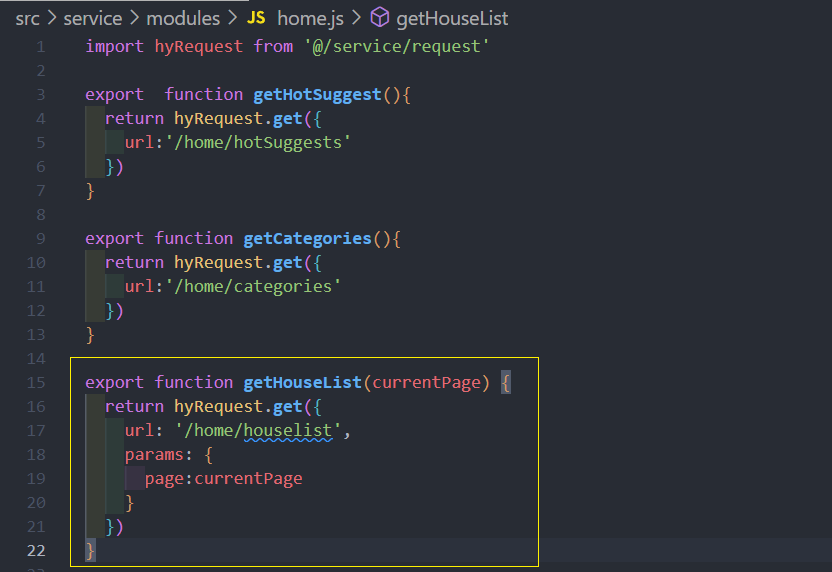 src > service > modules > JS home.js > getHouseList
1 import hyRequest from '@/service/request'
2
3 export  function getHotSuggest(){
4   return hyRequest.get({
5     url:'/home/hotSuggests'
6   })
7 }
8
9 export function getCategories(){
10   return hyRequest.get({
11     url:'/home/categories'
12   })
13 }
14
15 export function getHouseList(currentPage) {
16   return hyRequest.get({
17     url: '/home/houselist',
18     params: {
19       page:currentPage
20     }
21   })
22 }